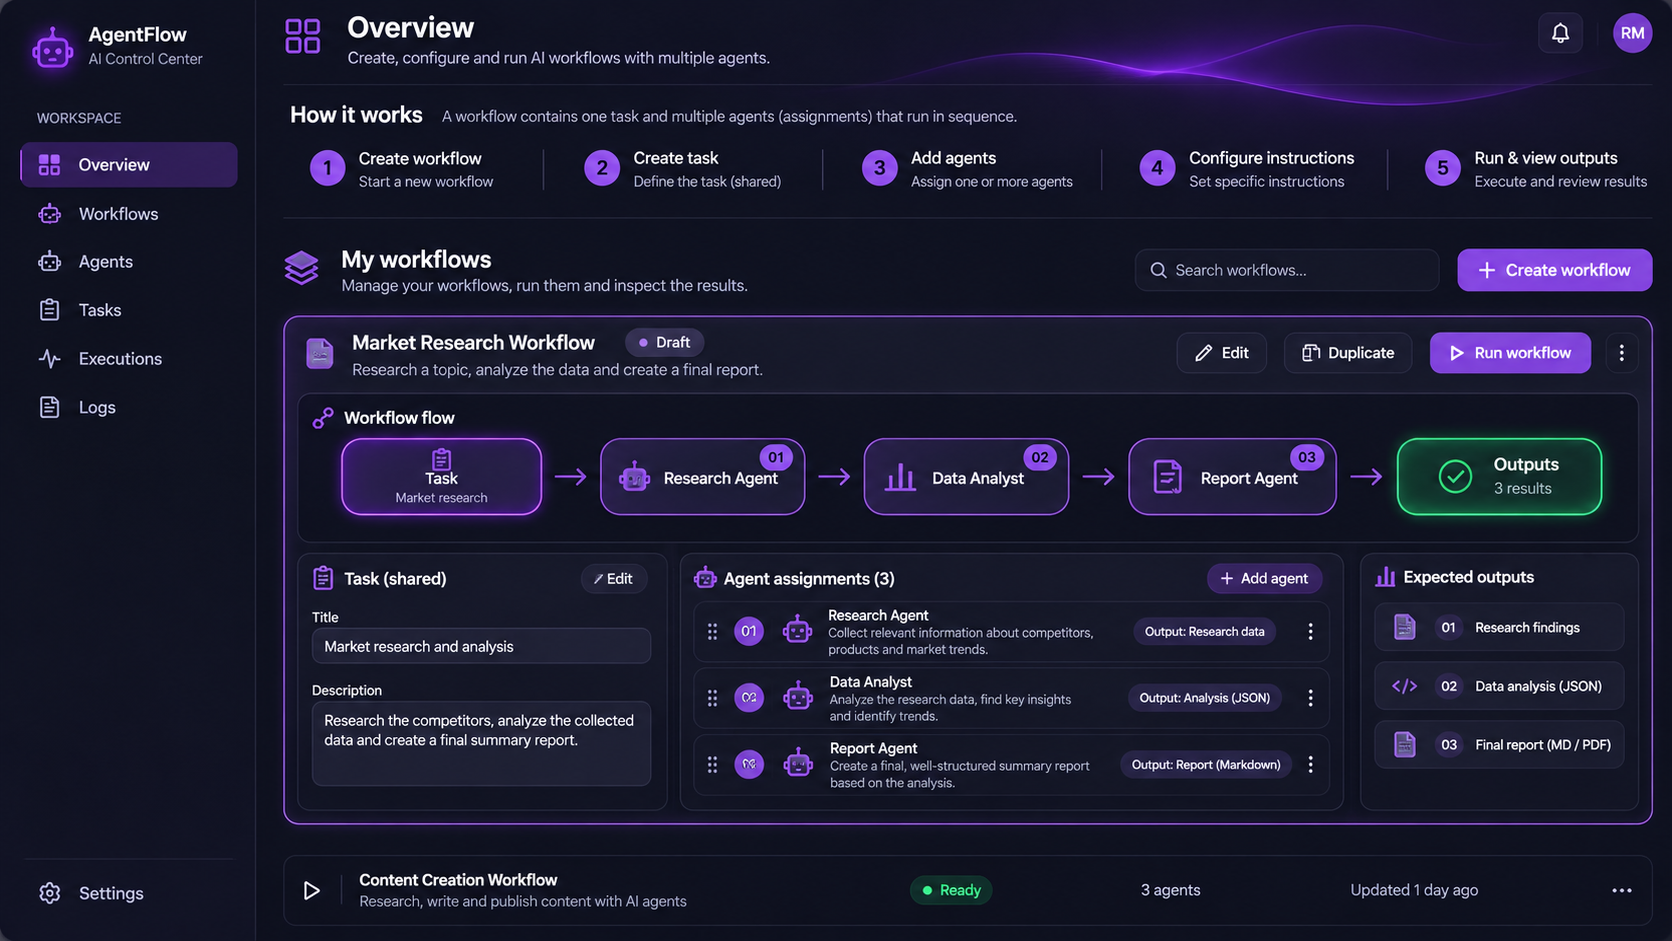 AgentFlow
AI Control Center
WORKSPACE
Overview
Workflows
Agents
Tasks
Executions
Logs
Settings
Overview
Create, configure and run AI workflows with multiple agents.
RM
How it works
A workflow contains one task and multiple agents (assignments) that run in sequence.
1
Create workflow
Start a new workflow
2
Create task
Define the task (shared)
3
Add agents
Assign one or more agents
4
Configure instructions
Set specific instructions
5
Run & view outputs
Execute and review results
My workflows
Manage your workflows, run them and inspect the results.
Search workflows...
+ Create workflow
Market Research Workflow
Draft
Research a topic, analyze the data and create a final report.
Edit
Duplicate
Run workflow
Workflow flow
Task
Market research
01
Research Agent
02
Data Analyst
03
Report Agent
Outputs
3 results
Task (shared)
Edit
Title
Market research and analysis
Description
Research the competitors, analyze the collected
data and create a final summary report.
Agent assignments (3)
+ Add agent
01
Research Agent
Collect relevant information about competitors,
products and market trends.
Output: Research data
Data Analyst
Analyze the research data, find key insights
and identify trends.
Output: Analysis (JSON)
Report Agent
Create a final, well-structured summary report
based on the analysis.
Output: Report (Markdown)
Expected outputs
01
Research findings
</>
02
Data analysis (JSON)
03
Final report (MD / PDF)
Content Creation Workflow
Research, write and publish content with AI agents
Ready
3 agents
Updated 1 day ago